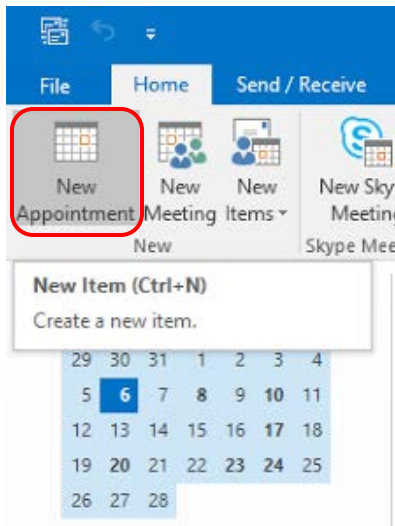 File Home Send / Receive
New Appointment New Meeting New Items New Sky Meeting
New Skype Mee
New Item (Ctrl+N)
Create a new item.
29 30 31 1 2 3 4
5 6 7 8 9 10 11
12 13 14 15 16 17 18
19 20 21 22 23 24 25
26 27 28